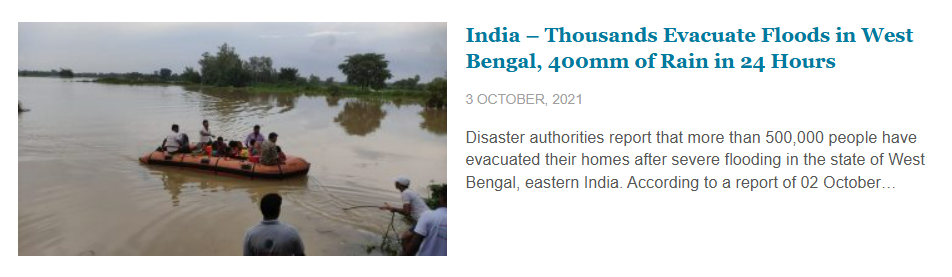 India – Thousands Evacuate Floods in West
Bengal, 400mm of Rain in 24 Hours
3 OCTOBER, 2021
Disaster authorities report that more than 500,000 people have
evacuated their homes after severe flooding in the state of West
Bengal, eastern India. According to a report of 02 October…